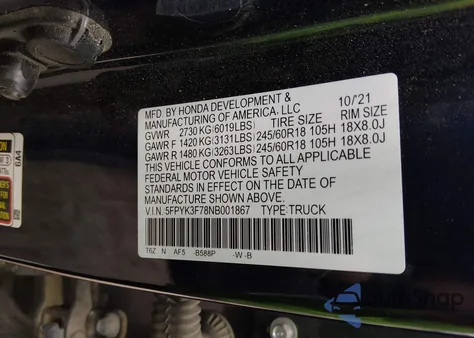 MFD. BY HONDA DEVELOPMENT & 10/'21
MANUFACTURING OF AMERICA, LLC
GVWR 2730 KG(6019LBS) TIRE SIZE RIM SIZE
GAWR F 1420 KG(3131LBS) 245/60R18 105H 18X8.0J
GAWR R 1480 KG(3263LBS) 245/60R18 105H 18X8.0J
THIS VEHICLE CONFORMS TO ALL APPLICABLE
FEDERAL MOTOR VEHICLE SAFETY
STANDARDS IN EFFECT ON THE DATE OF
MANUFACTURE SHOWN ABOVE.
V.I.N. 5FPYK3F78NB001867 TYPE:TRUCK
T6Z N AF5 -B588P -W -B
6A4